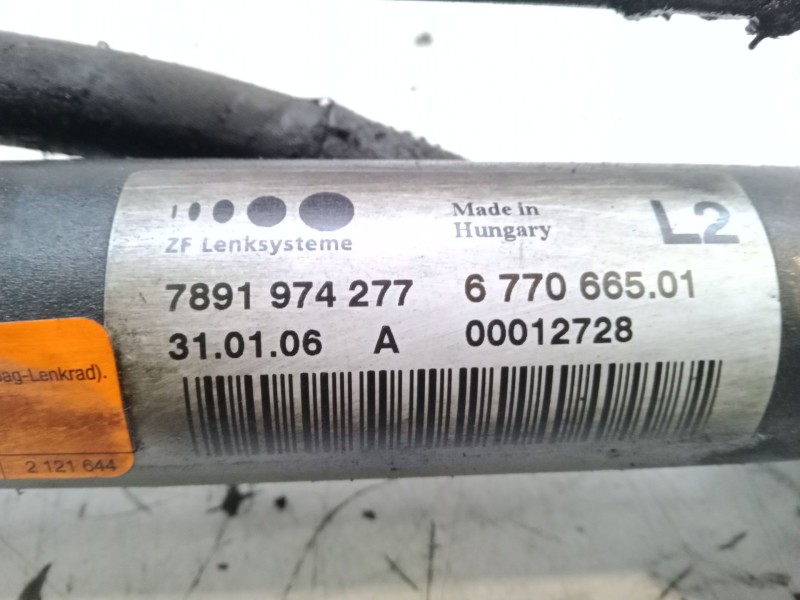 ZF Lenksysteme
Made in
Hungary
L2
7891 974 277 6 770 665.01
31.01.06 A 00012728
ag-Lenkrad).
2 121 644